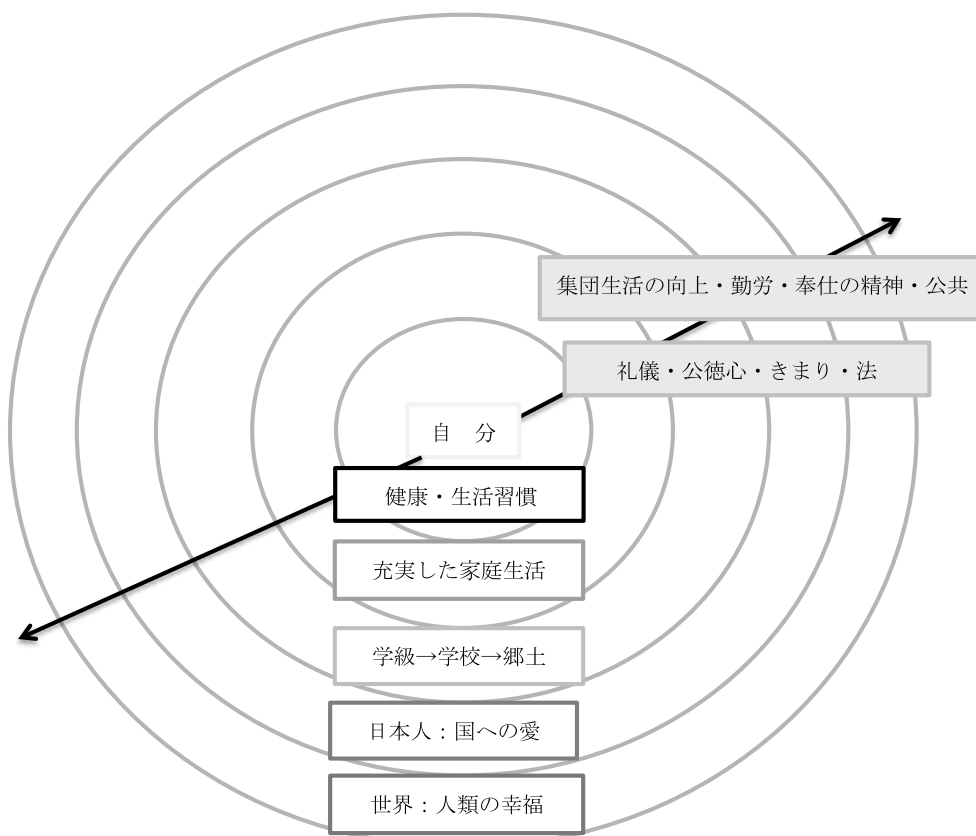 集団生活の向上・勤労・奉仕の精神・公共
礼儀・公徳心・きまり・法
自　分
健康・生活習慣
充実した家庭生活
学級→学校→郷土
日本人：国への愛
世界：人類の幸福